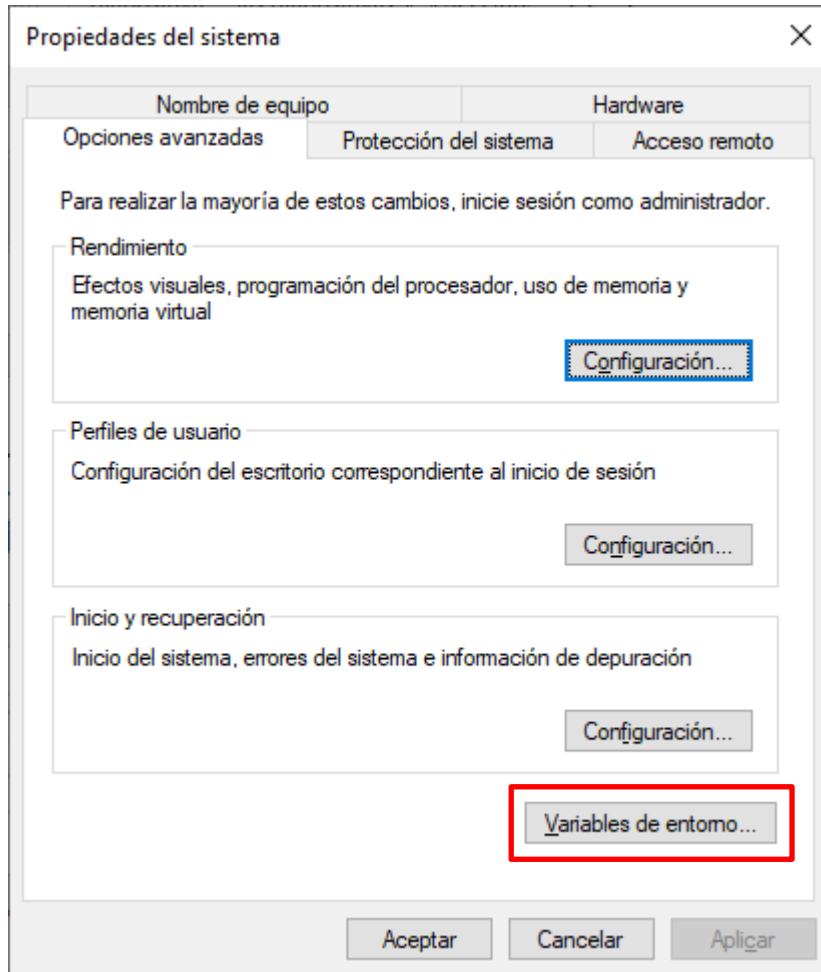 Propiedades del sistema
Nombre de equipo
Hardware
Opciones avanzadas
Protección del sistema
Acceso remoto
Para realizar la mayoría de estos cambios, inicie sesión como administrador.
Rendimiento
Efectos visuales, programación del procesador, uso de memoria y
memoria virtual
Configuración...
Perfiles de usuario
Configuración del escritorio correspondiente al inicio de sesión
Configuración...
Inicio y recuperación
Inicio del sistema, errores del sistema e información de depuración
Configuración...
Variables de entorno...
Aceptar
Cancelar
Aplicar